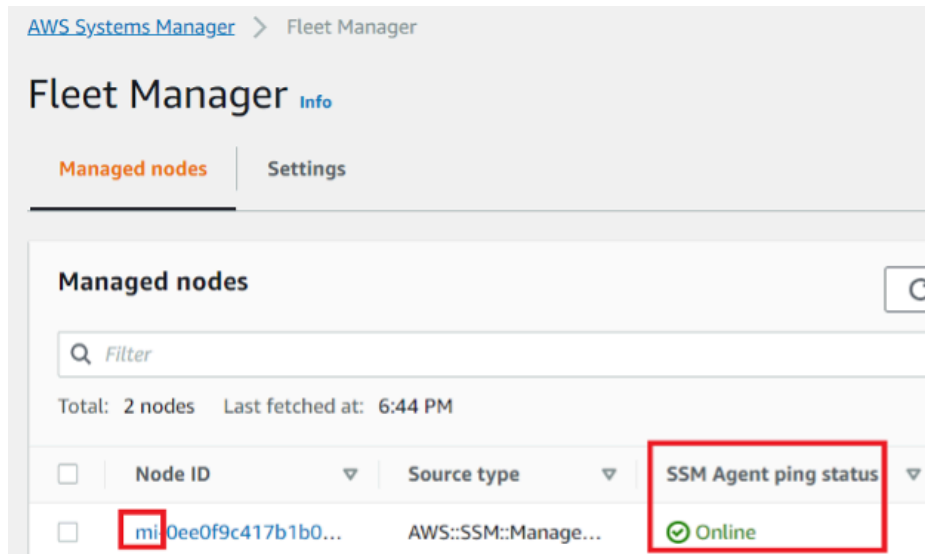 AWS Systems Manager > Fleet Manager
Fleet Manager Info
Managed nodes Settings
Managed nodes
Filter
Total: 2 nodes Last fetched at: 6:44 PM
Node ID Source type SSM Agent ping status
mi-0ee0f9c417b1b0... AWS::SSM::Manage... Online